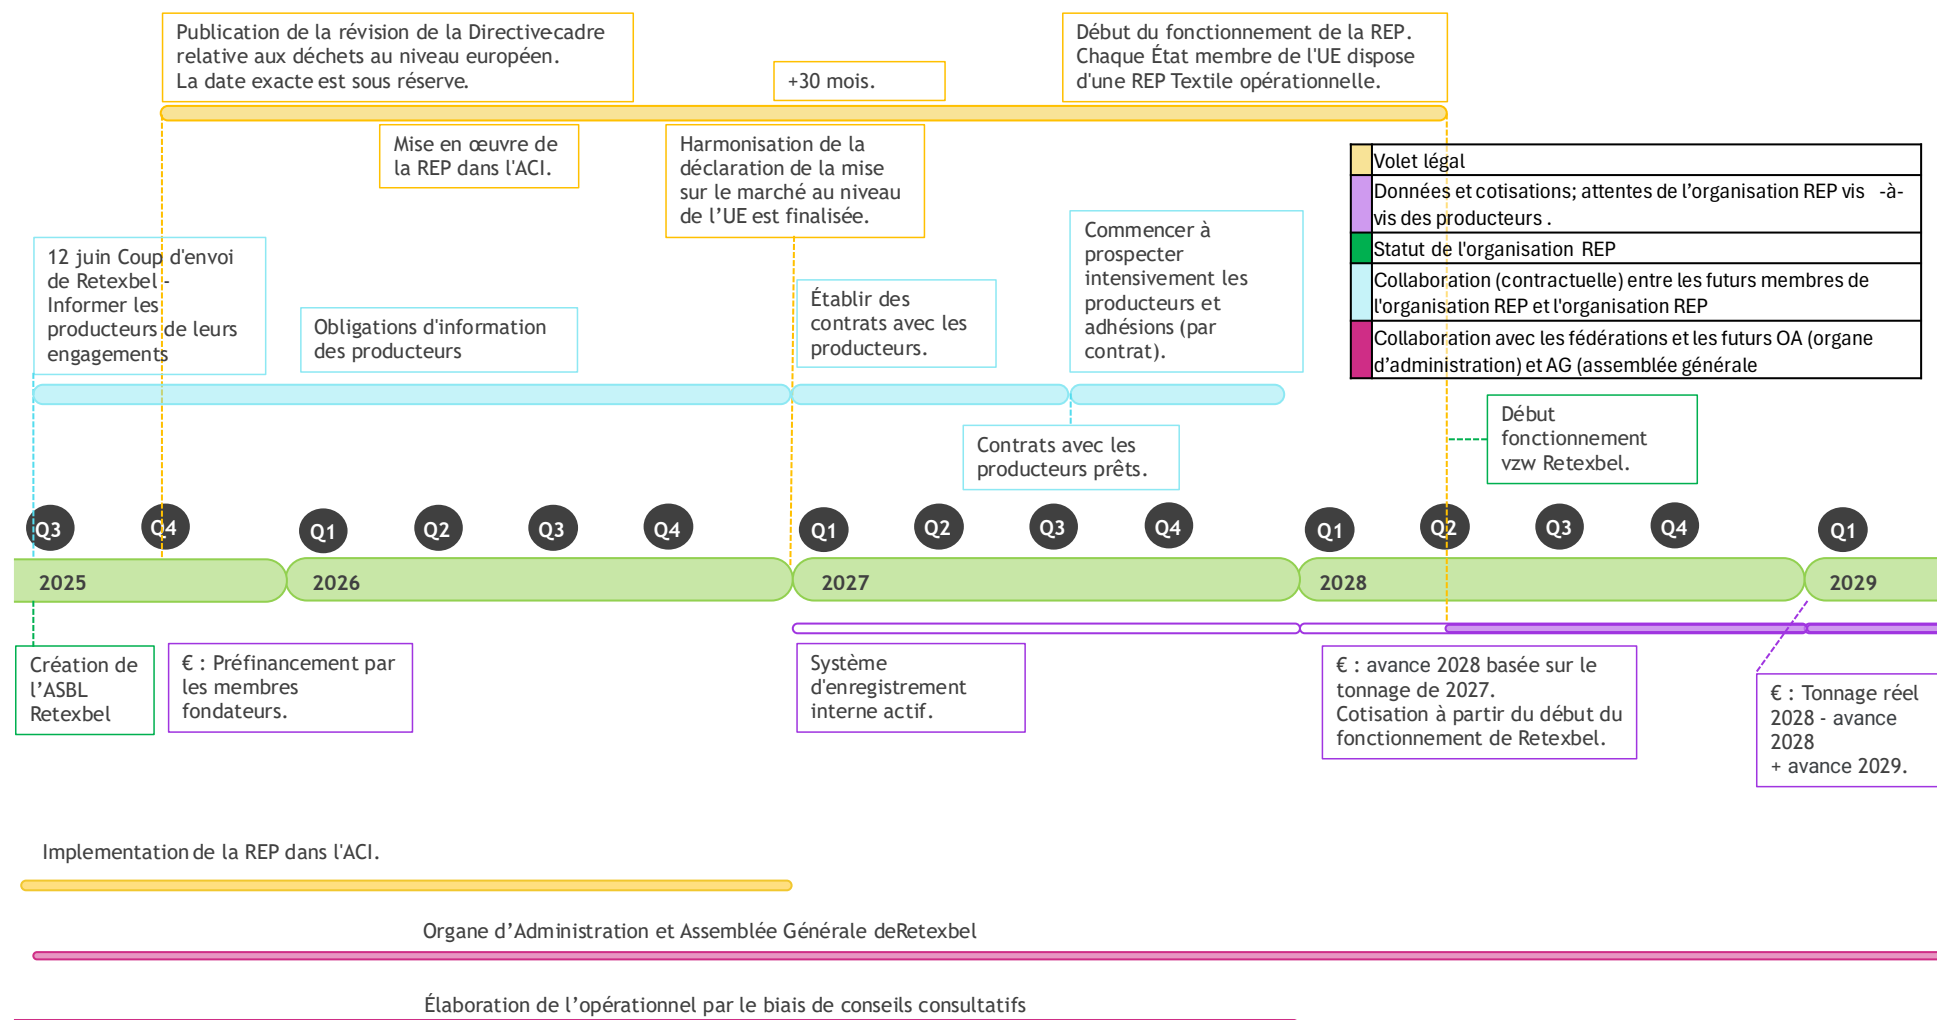 Publication de la révision de la Directive-cadre
relative aux déchets au niveau européen.
La date exacte est sous réserve.
+30 mois.
Début du fonctionnement de la REP.
Chaque État membre de l'UE dispose
d'une REP Textile opérationnelle.
Mise en œuvre de
la REP dans l'ACI.
Harmonisation de la
déclaration de la mise
sur le marché au niveau
de l’UE est finalisée.
Volet légal
Données et cotisations; attentes de l’organisation REP vis -à-
vis des producteurs .
Statut de l'organisation REP
Collaboration (contractuelle) entre les futurs membres de
l'organisation REP et l'organisation REP
Collaboration avec les fédérations et les futurs OA (organe
d’administration) et AG (assemblée générale
12 juin Coup d'envoi
de Retexbel -
Informer les
producteurs de leurs
engagements
Obligations d'information
des producteurs
Établir des
contrats avec les
producteurs.
Commencer à
prospecter
intensivement les
producteurs et
adhésions (par
contrat).
Contrats avec les
producteurs prêts.
Début
fonctionnement
vzw Retexbel.
Q3 Q4 Q1 Q2 Q3 Q4 Q1 Q2 Q3 Q4 Q1 Q2 Q3 Q4 Q1
2025 2026 2027 2028 2029
Création de
l’ASBL
Retexbel
€ : Préfinancement par
les membres
fondateurs.
Système
d'enregistrement
interne actif.
€ : avance 2028 basée sur le
tonnage de 2027.
Cotisation à partir du début du
fonctionnement de Retexbel.
€ : Tonnage réel
2028 - avance
2028
+ avance 2029.
Implementation de la REP dans l'ACI.
Organe d’Administration et Assemblée Générale deRetexbel
Élaboration de l’opérationnel par le biais de conseils consultatifs